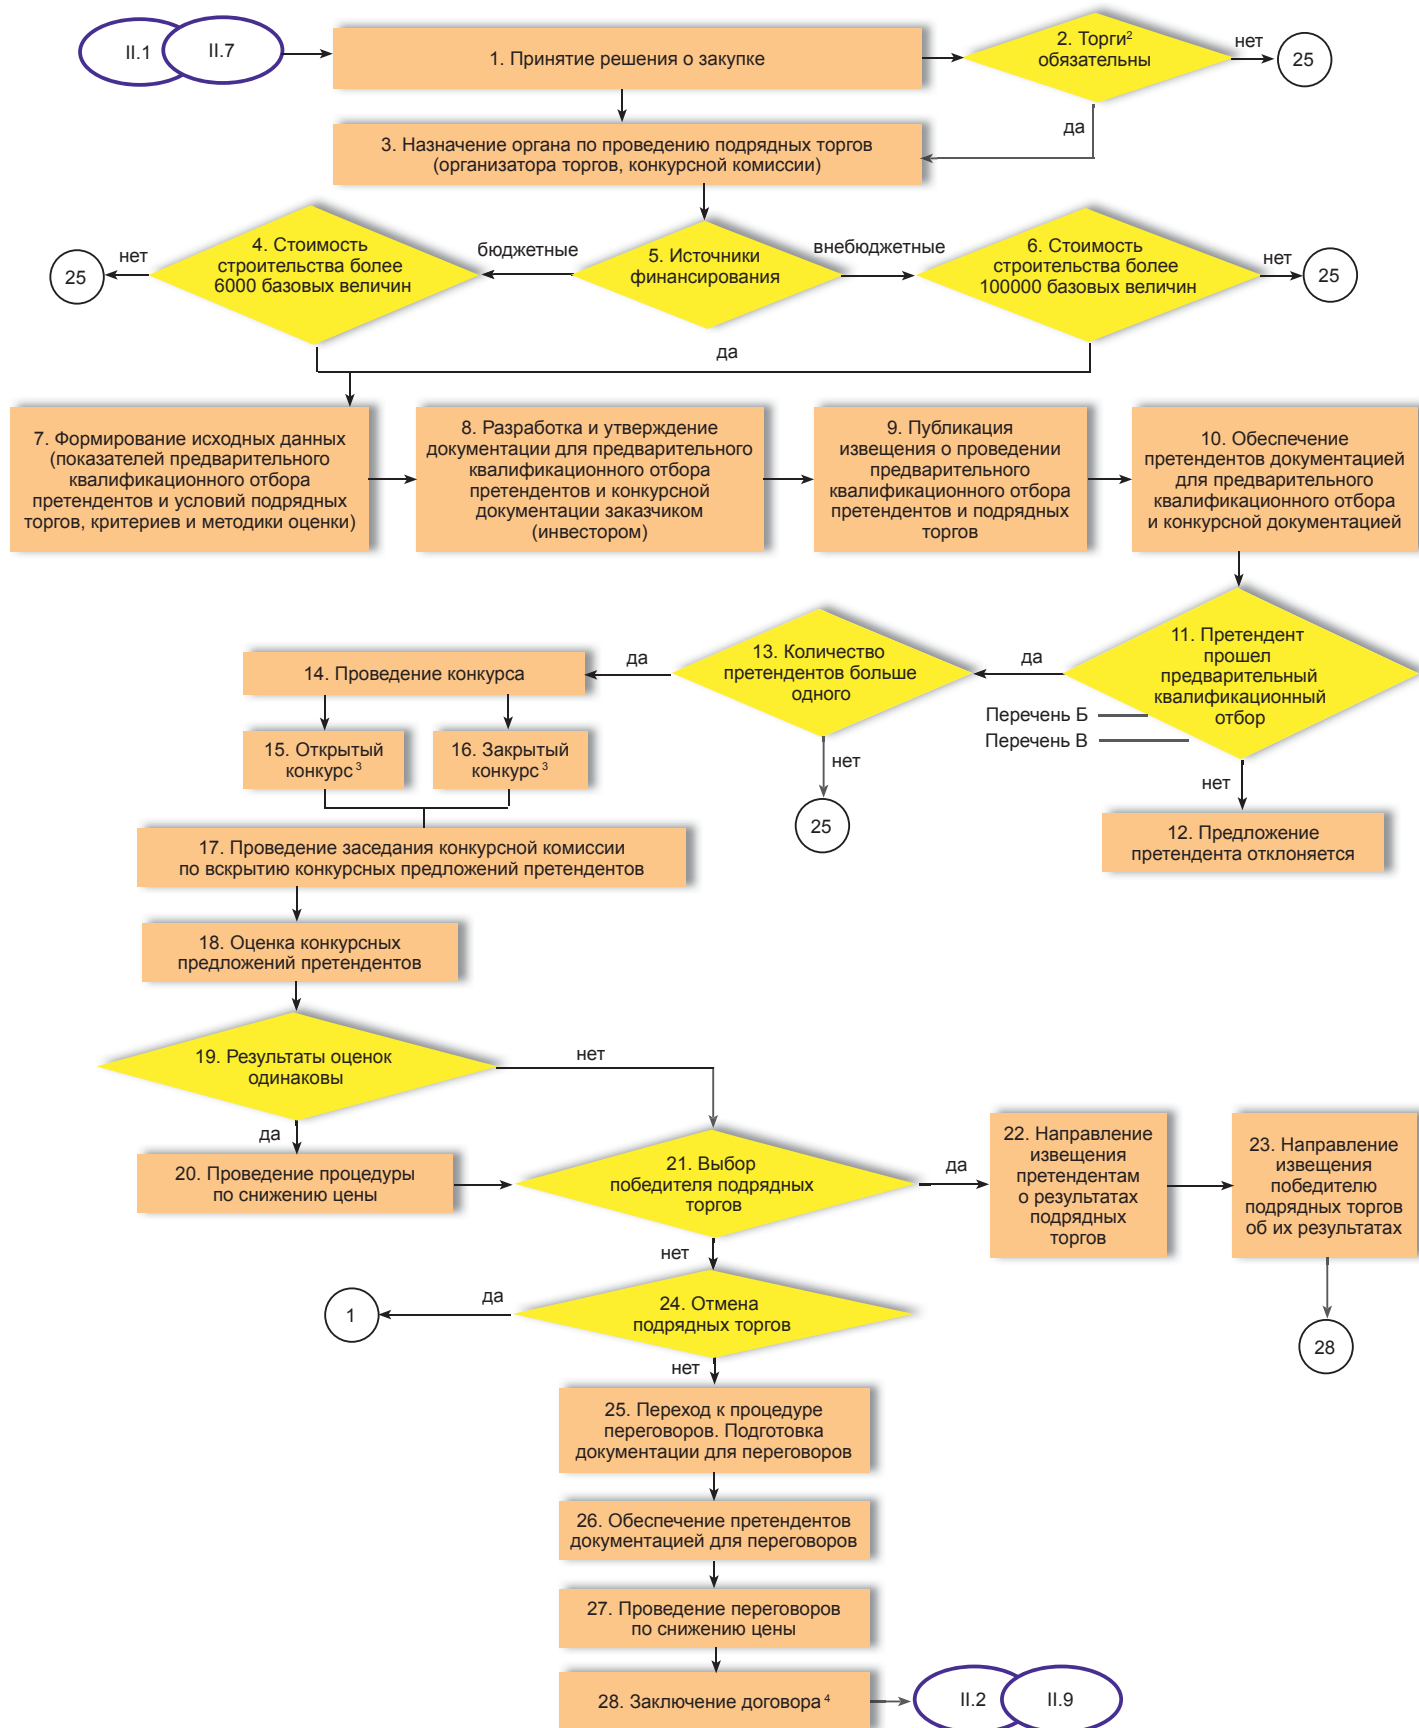 II.1
II.7
1. Принятие решения о закупке
2. Торги²
обязательны
нет
25
да
3. Назначение органа по проведению подрядных торгов
(организатора торгов, конкурсной комиссии)
25
нет
4. Стоимость
строительства более
6000 базовых величин
бюджетные
5. Источники
финансирования
внебюджетные
6. Стоимость
строительства более
100000 базовых величин
нет
25
да
7. Формирование исходных данных
(показателей предварительного
квалификационного отбора
претендентов и условий подрядных
торгов, критериев и методики оценки)
8. Разработка и утверждение
документации для предварительного
квалификационного отбора
претендентов и конкурсной
документации заказчиком
(инвестором)
9. Публикация
извещения о проведении
предварительного
квалификационного отбора
претендентов и подрядных
торгов
10. Обеспечение
претендентов документацией
для предварительного
квалификационного отбора
и конкурсной документацией
11. Претендент
прошел
предварительный
квалификационный
отбор
Перечень Б
Перечень В
да
нет
12. Предложение
претендента отклоняется
13. Количество
претендентов больше
одного
да
нет
25
14. Проведение конкурса
15. Открытый
конкурс ³
16. Закрытый
конкурс ³
17. Проведение заседания конкурсной комиссии
по вскрытию конкурсных предложений претендентов
18. Оценка конкурсных
предложений претендентов
19. Результаты оценок
одинаковы
нет
да
20. Проведение процедуры
по снижению цены
21. Выбор
победителя подрядных
торгов
да
22. Направление
извещения
претендентам
о результатах
подрядных
торгов
23. Направление
извещения
победителю
подрядных торгов
об их результатах
28
нет
24. Отмена
подрядных торгов
да
1
нет
25. Переход к процедуре
переговоров. Подготовка
документации для переговоров
26. Обеспечение претендентов
документацией для переговоров
27. Проведение переговоров
по снижению цены
28. Заключение договора ⁴
II.2
II.9